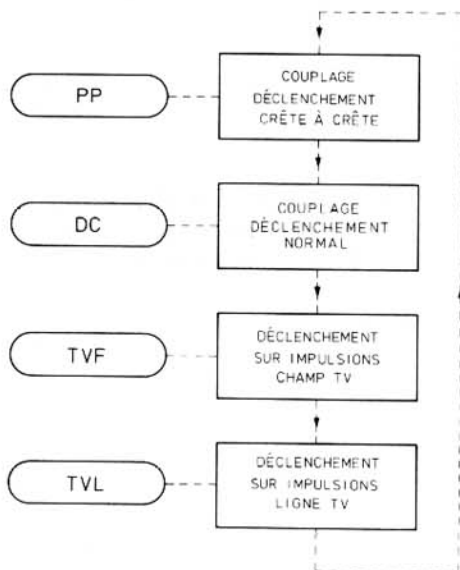 PP
COUPLAGE
DÉCLENCHEMENT
CRÊTE À CRÊTE
DC
COUPLAGE
DÉCLENCHEMENT
NORMAL
TVF
DÉCLENCHEMENT
SUR IMPULSIONS
CHAMP TV
TVL
DÉCLENCHEMENT
SUR IMPULSIONS
LIGNE TV